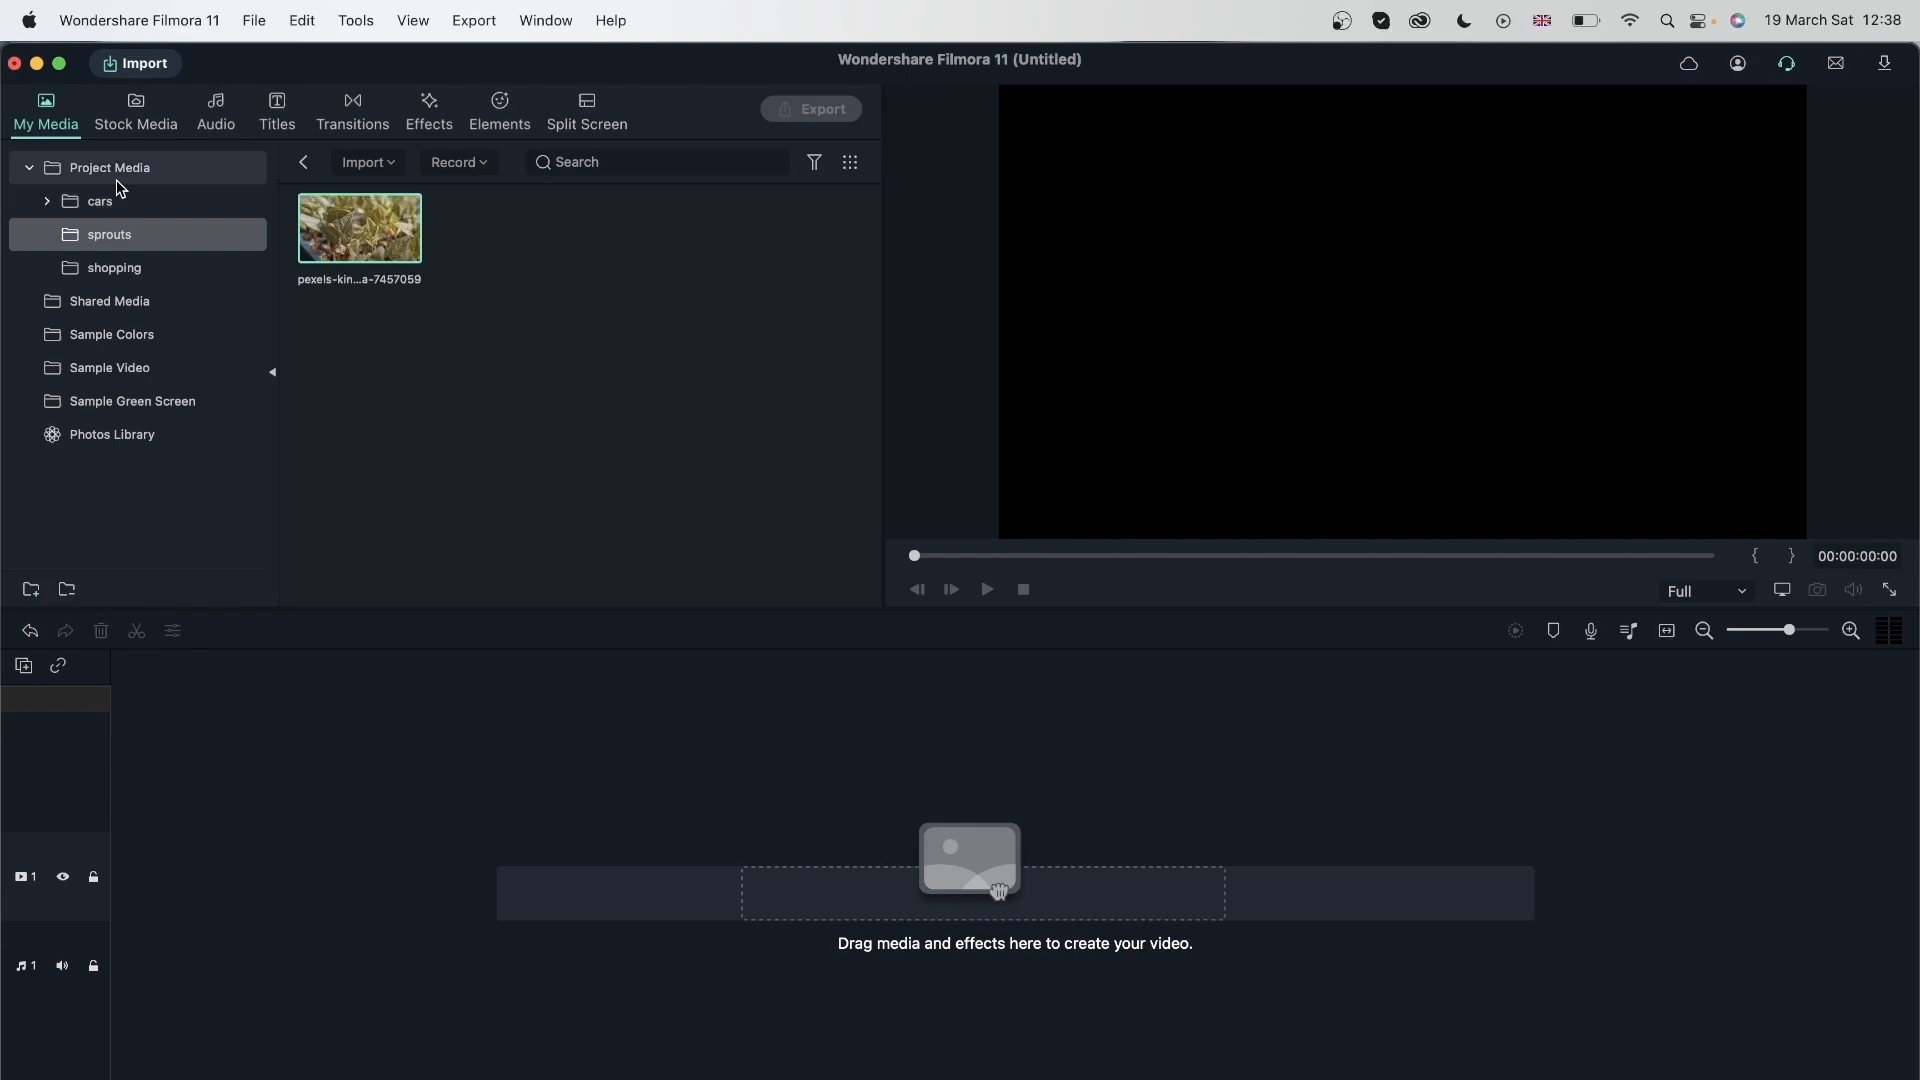 Wondershare Filmora 11 File Edit Tools View Export Window Help 19 March Sat 12:38
Import Wondershare Filmora 11 (Untitled)
My Media Stock Media Audio Titles Transitions Effects Elements Split Screen Export
Project Media Import Record Search
cars
sprouts
pexels-kin...a-7457059
shopping
Shared Media
Sample Colors
Sample Video
Sample Green Screen
Photos Library
{ } 00:00:00:00
Full
1
Drag media and effects here to create your video.
1